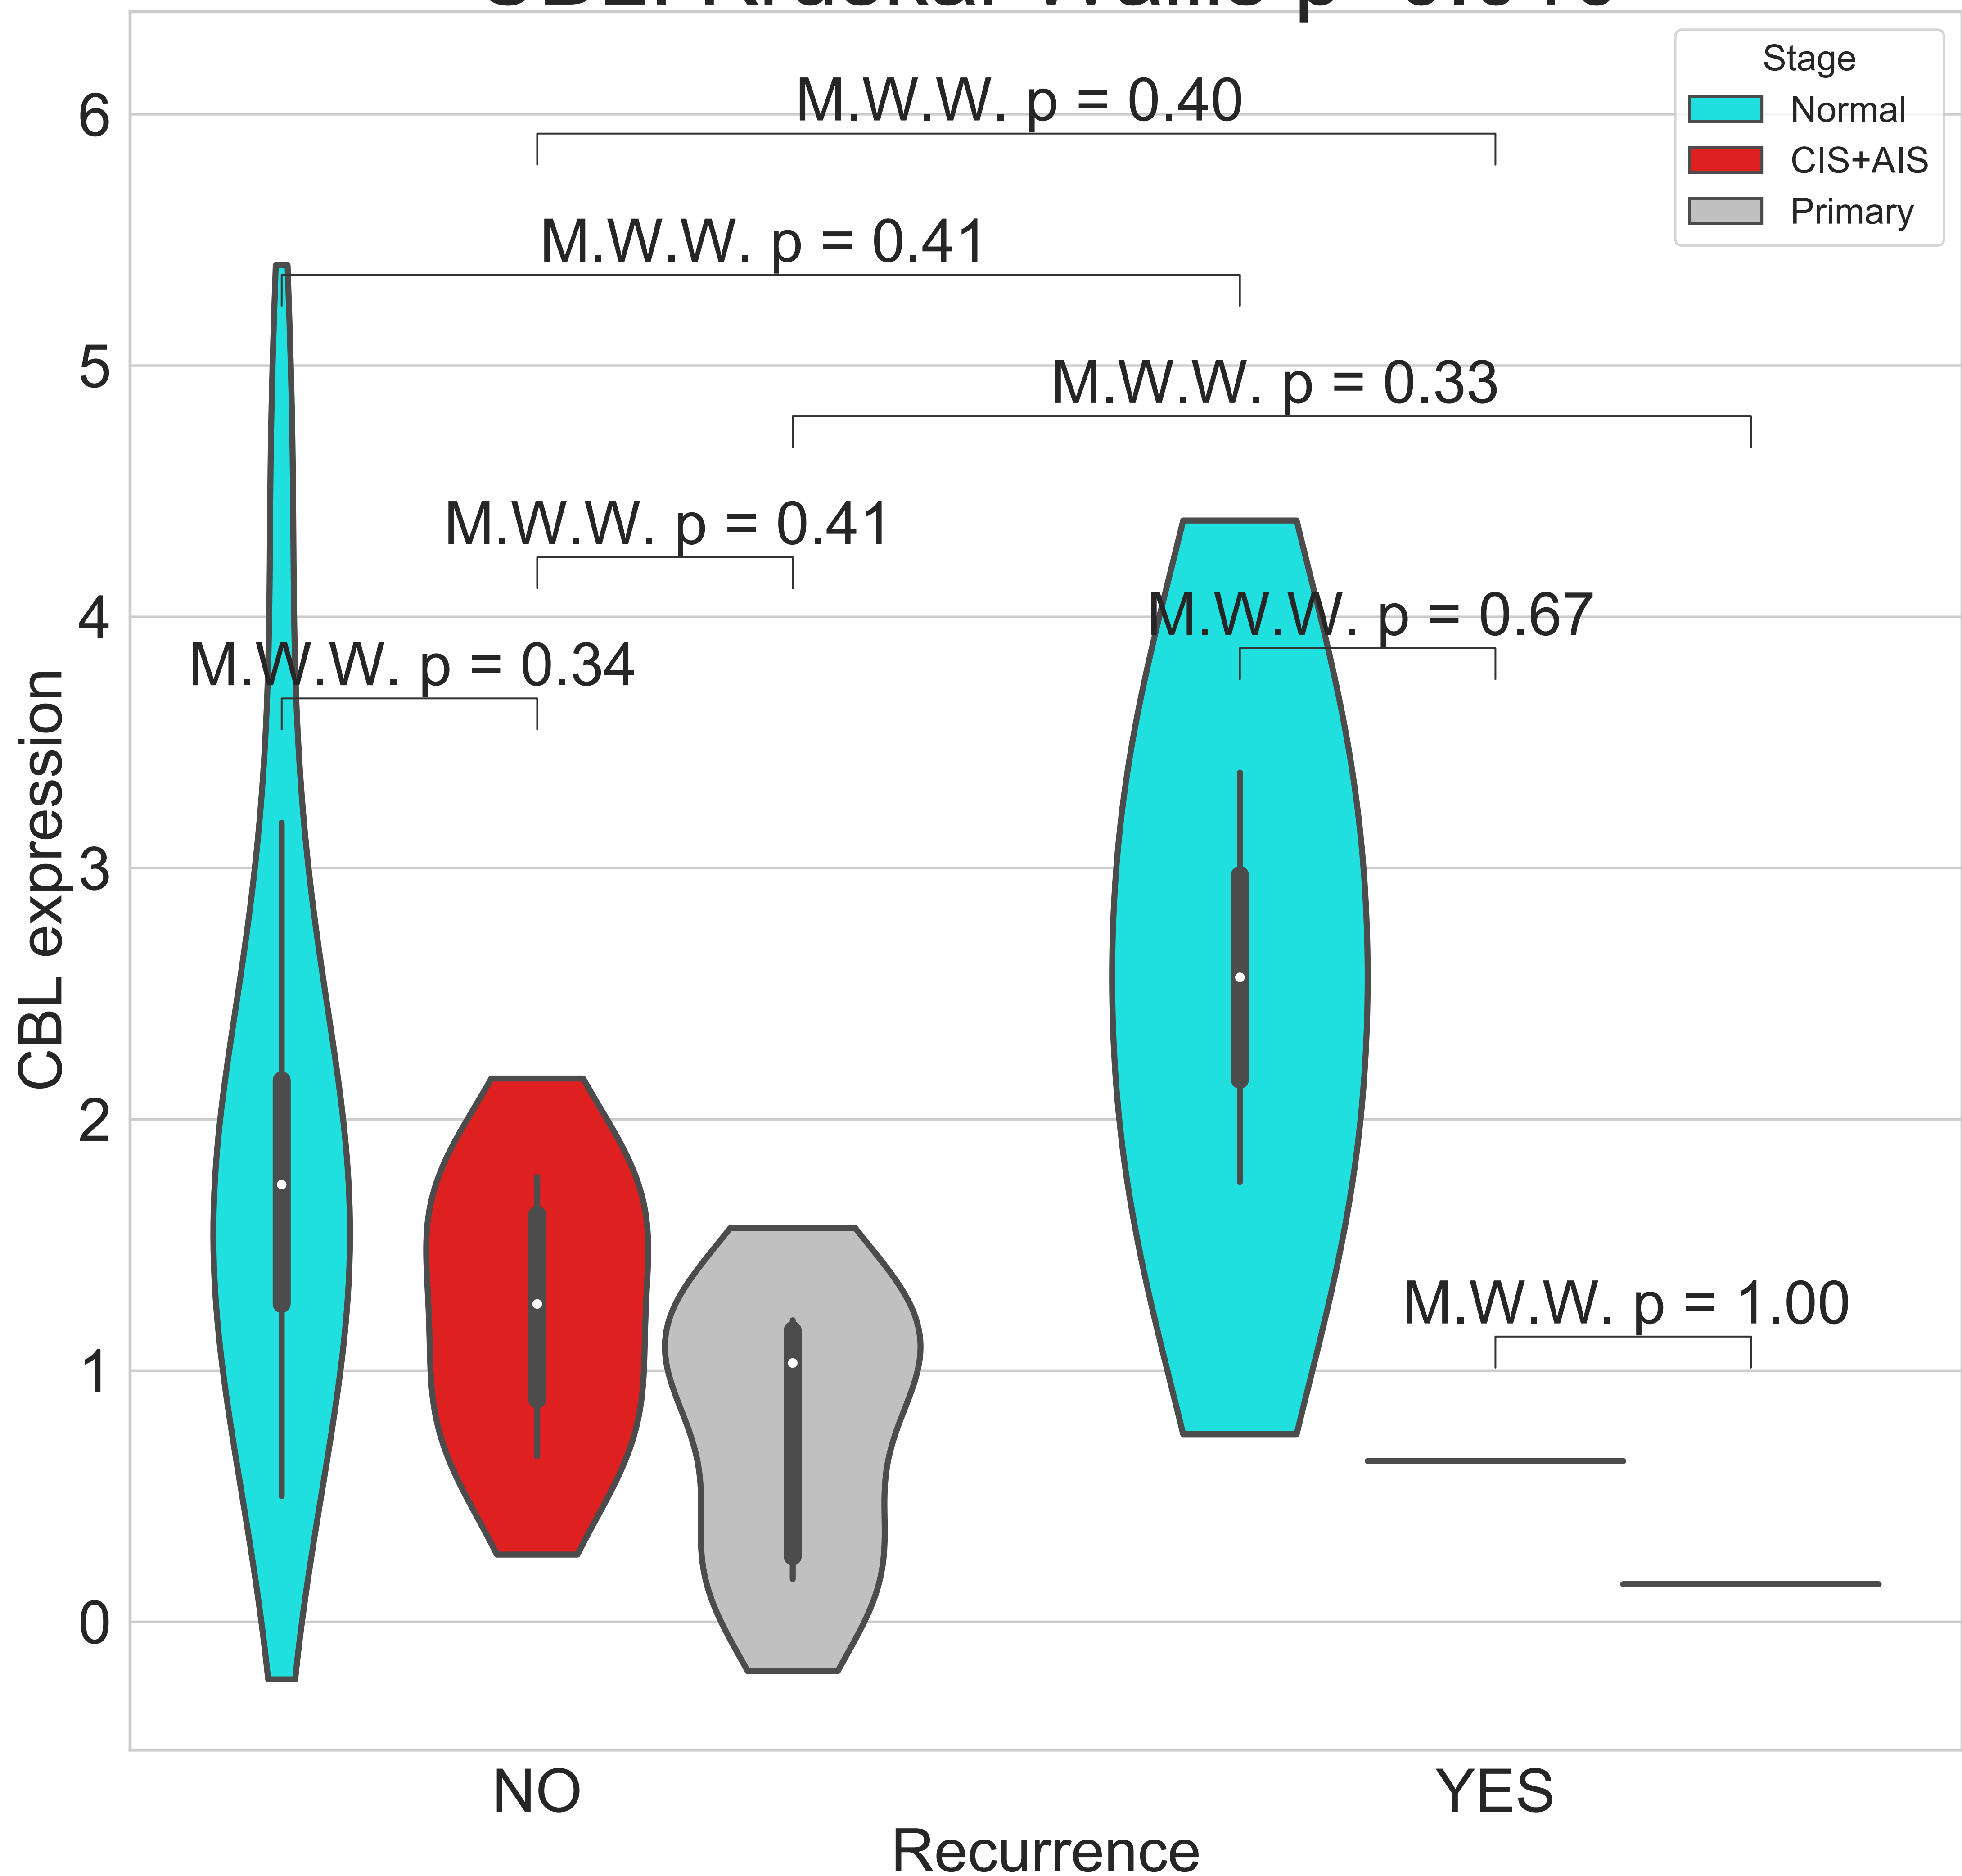 Stage
Normal
CIS+AIS
Primary
M.W.W. p = 0.40
M.W.W. p = 0.41
M.W.W. p = 0.33
M.W.W. p = 0.41
M.W.W. p = 0.67
M.W.W. p = 0.34
M.W.W. p = 1.00
6
5
4
3
2
1
0
CBL expression
NO
YES
Recurrence